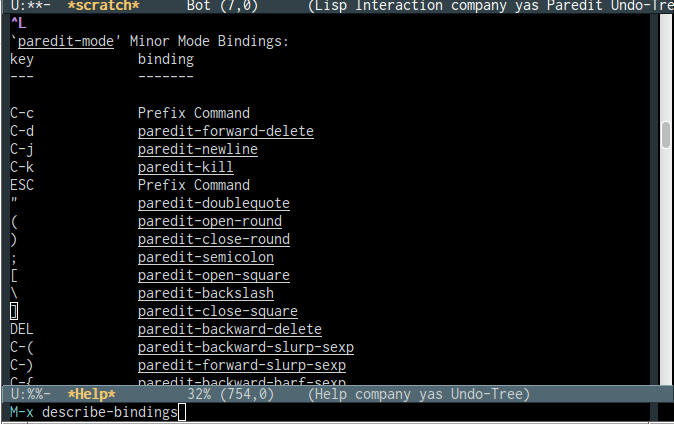 U:**-  *scratch*      Bot (7,0)      (Lisp Interaction company yas Paredit Undo-Tre
^L
`paredit-mode' Minor Mode Bindings:
key             binding
---             -------
C-c             Prefix Command
C-d             paredit-forward-delete
C-j             paredit-newline
C-k             paredit-kill
ESC             Prefix Command
"               paredit-doublequote
(               paredit-open-round
)               paredit-close-round
;               paredit-semicolon
[               paredit-open-square
\               paredit-backslash
]               paredit-close-square
DEL             paredit-backward-delete
C-(             paredit-backward-slurp-sexp
C-)             paredit-forward-slurp-sexp
C-{             paredit-backward-barf-sexp
U:%%-  *Help*         32% (754,0)    (Help company yas Undo-Tree)
M-x describe-bindings